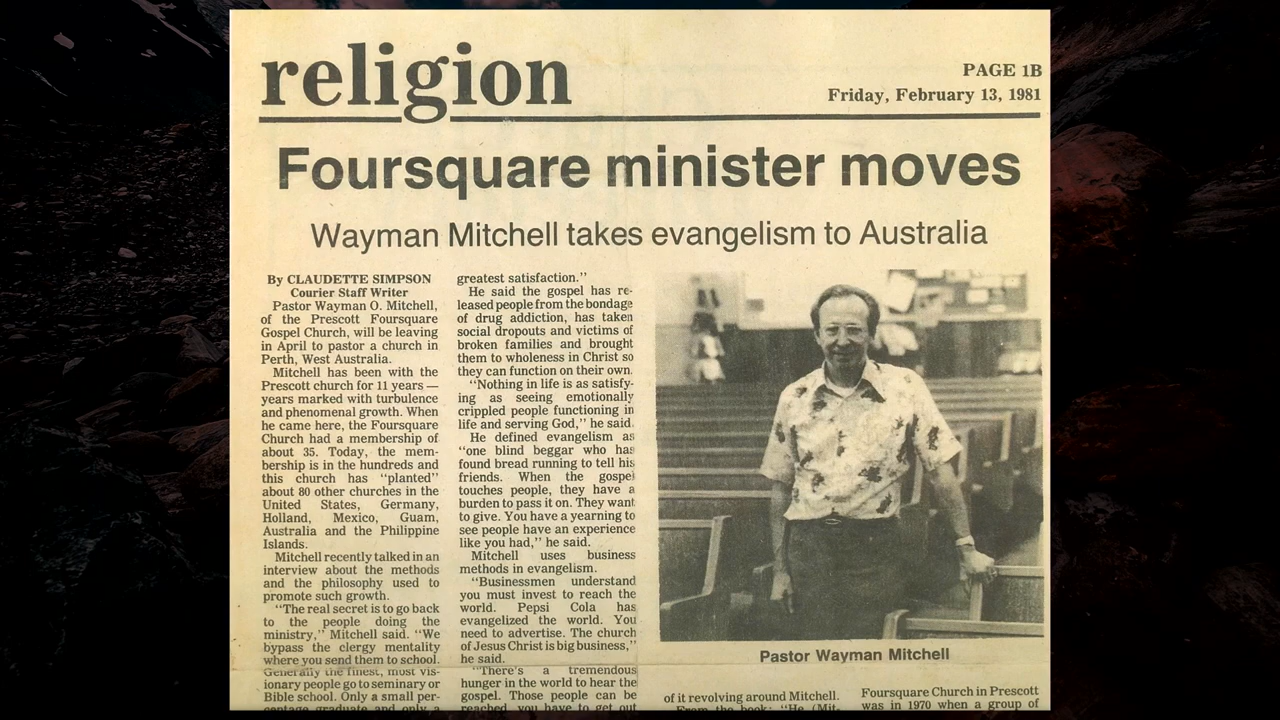 religion
PAGE 1B
Friday, February 13, 1981
Foursquare minister moves
Wayman Mitchell takes evangelism to Australia
By CLAUDETTE SIMPSON
Courier Staff Writer
Pastor Wayman O. Mitchell,
of the Prescott Foursquare
Gospel Church, will be leaving
in April to pastor a church in
Perth, West Australia.
Mitchell has been with the
Prescott church for 11 years —
years marked with turbulence
and phenomenal growth. When
he came here, the Foursquare
Church had a membership of
about 35. Today, the mem-
bership is in the hundreds and
this church has "planted"
about 80 other churches in the
United States, Germany,
Holland, Mexico, Guam,
Australia and the Philippine
Islands.
Mitchell recently talked in an
interview about the methods
and the philosophy used to
promote such growth.
"The real secret is to go back
to the people doing the
ministry," Mitchell said. "We
bypass the clergy mentality
where you send them to school.
Generally the finest, most vis-
ionary people go to seminary or
Bible school. Only a small per-
centage graduate and only a
greatest satisfaction."
He said the gospel has re-
leased people from the bondage
of drug addiction, has taken
social dropouts and victims of
broken families and brought
them to wholeness in Christ so
they can function on their own.
"Nothing in life is as satisfy-
ing as seeing emotionally
crippled people functioning in
life and serving God," he said.
He defined evangelism as
"one blind beggar who has
found bread running to tell his
friends. When the gospel
touches people, they have a
burden to pass it on. They want
to give. You have a yearning to
see people have an experience
like you had," he said.
Mitchell uses business
methods in evangelism.
"Businessmen understand
you must invest to reach the
world. Pepsi Cola has
evangelized the world. You
need to advertise. The church
of Jesus Christ is big business,"
he said.
"There's a tremendous
hunger in the world to hear the
gospel. Those people can be
reached, you have to get out
Pastor Wayman Mitchell
of it revolving around Mitchell.
From the book: "He (Mit-
Foursquare Church in Prescott
was in 1970 when a group of